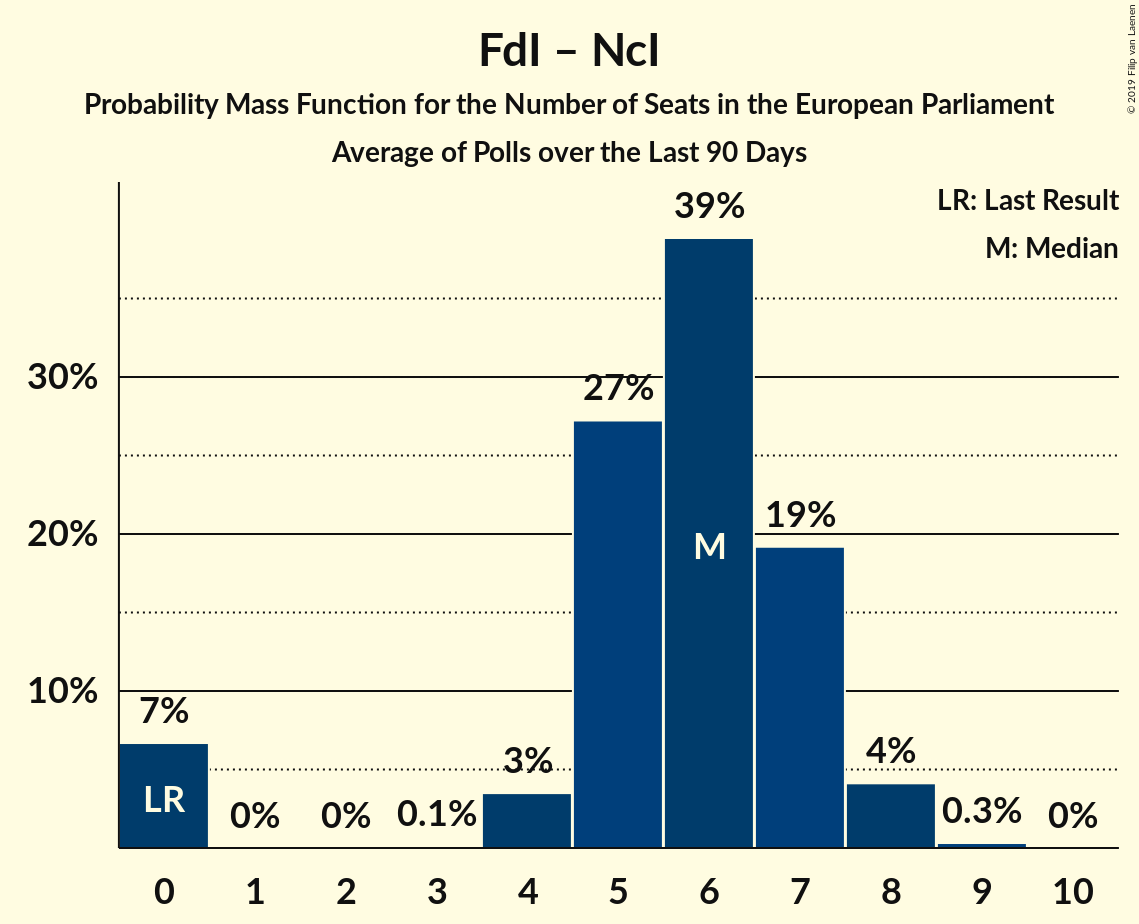 FdI – NcI
Probability Mass Function for the Number of Seats in the European Parliament
Average of Polls over the Last 90 Days
© 2019 Filip van Laenen
LR: Last Result
M: Median
39%
30%
27%
20%
19%
M
10%
7%
LR
0%
0%
0.1%
3%
4%
0.3%
0%
0 1 2 3 4 5 6 7 8 9 10